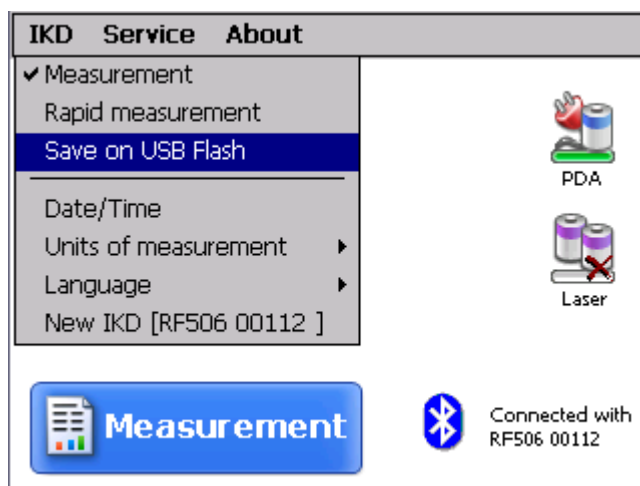 IKD Service About
Measurement
Rapid measurement
Save on USB Flash
Date/Time
Units of measurement
Language
New IKD [RF506 00112 ]
PDA
Laser
Measurement
Connected with
RF506 00112